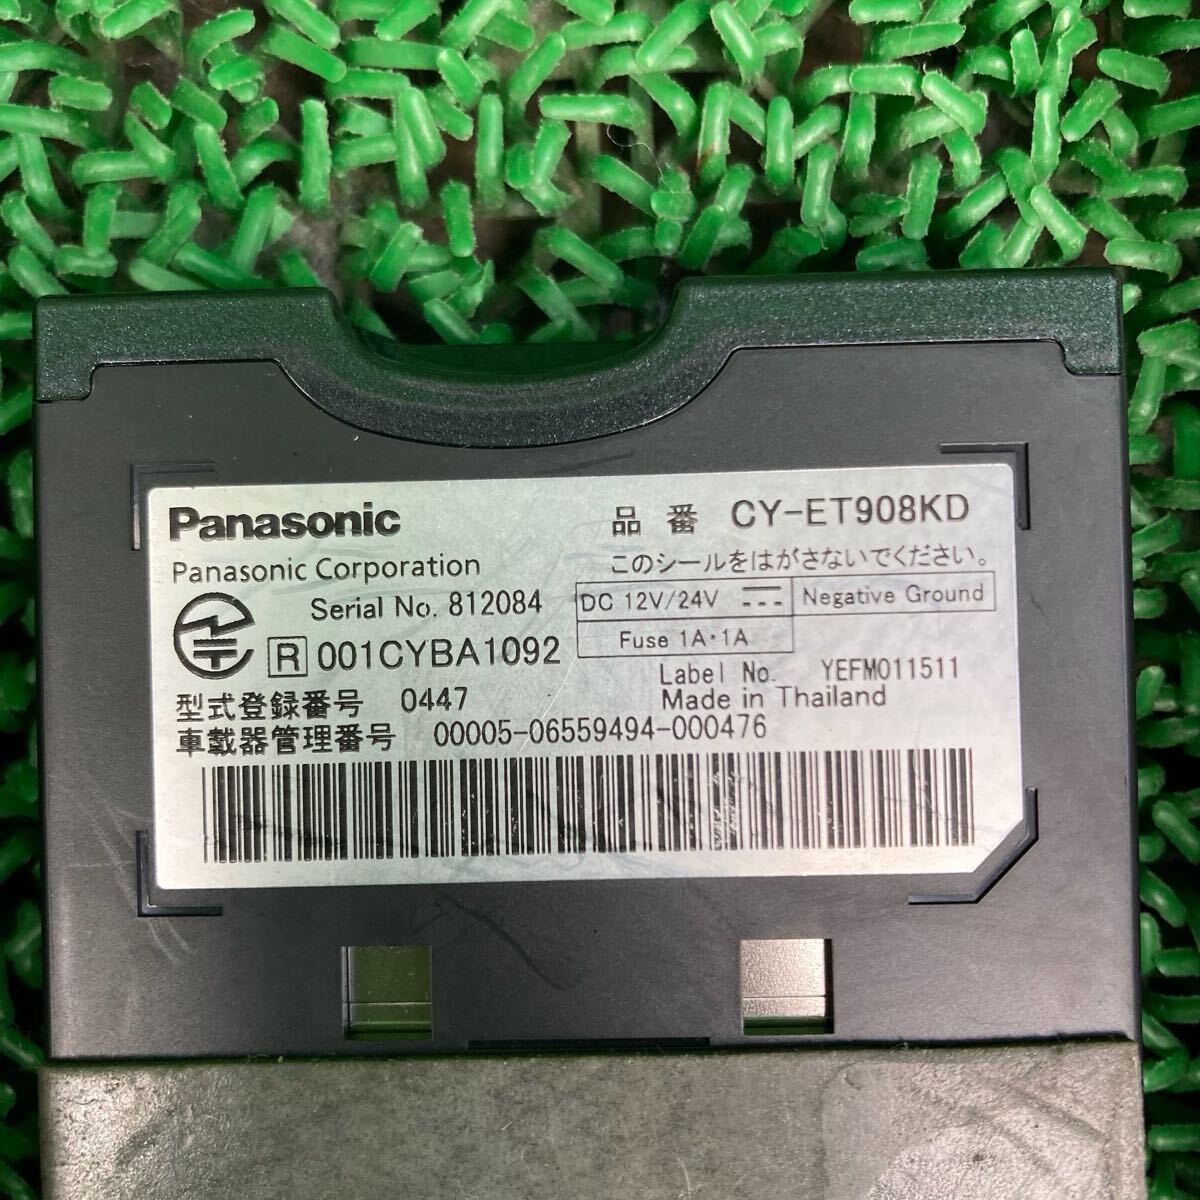 Panasonic
品番 CY-ET908KD
Panasonic Corporation
このシールをはがさないでください。
Serial No. 812084
DC 12V/24V
Negative Ground
Fuse 1A・1A
R 001CYBA1092
Label No. YEFM011511
型式登録番号 0447
Made in Thailand
車載器管理番号 00005-06559494-000476